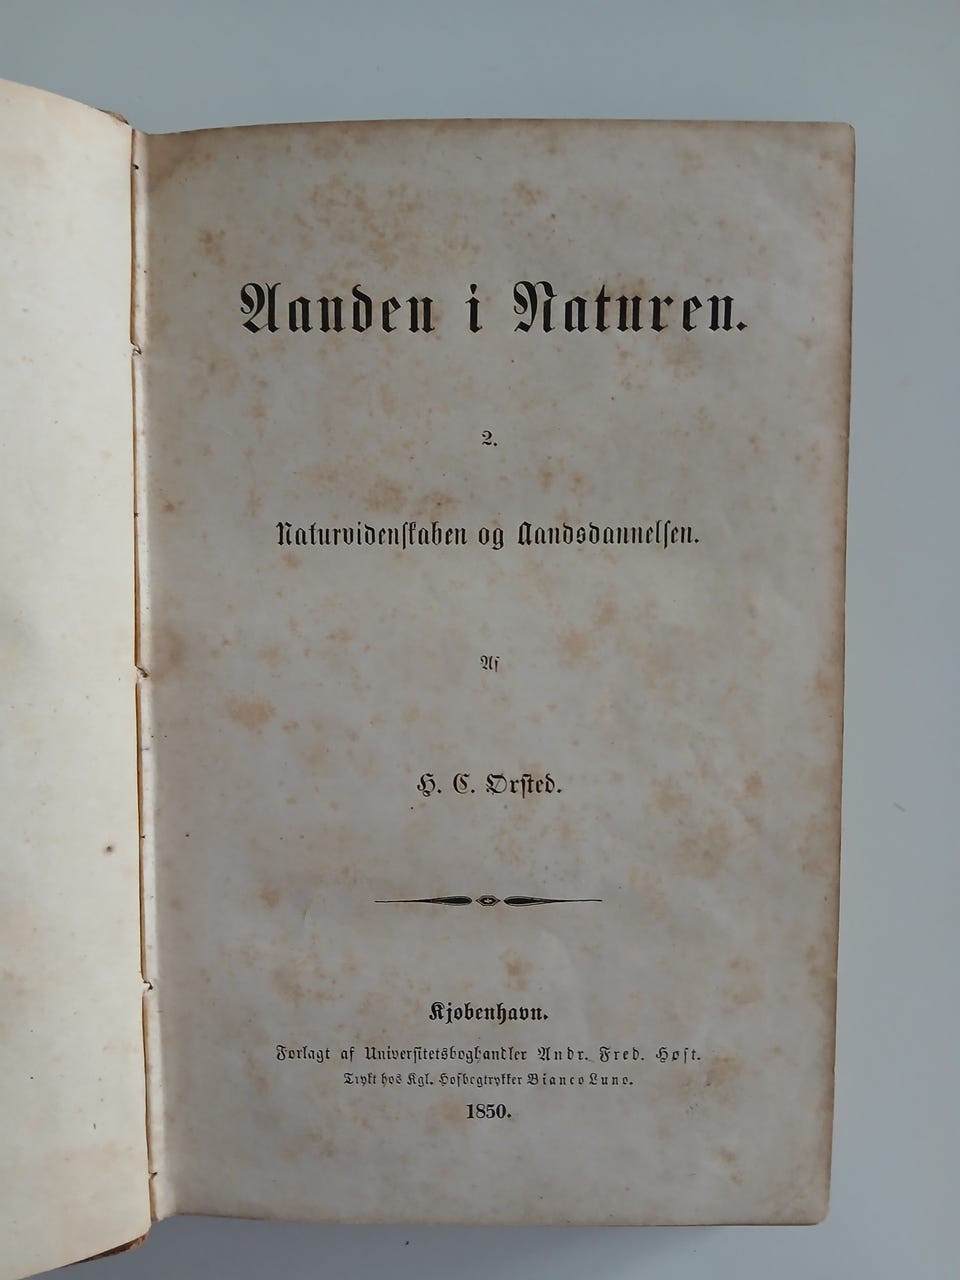 Aanden i Naturen.
2.
Naturvidenskaben og Aandsdannelsen.
Af
H. C. Ørsted.
Kjøbenhavn.
Forlagt af Universitetsboghandler Andr. Fred. Høst.
Trykt hos Kgl. Hofbogtrykker Bianco Luno.
1850.